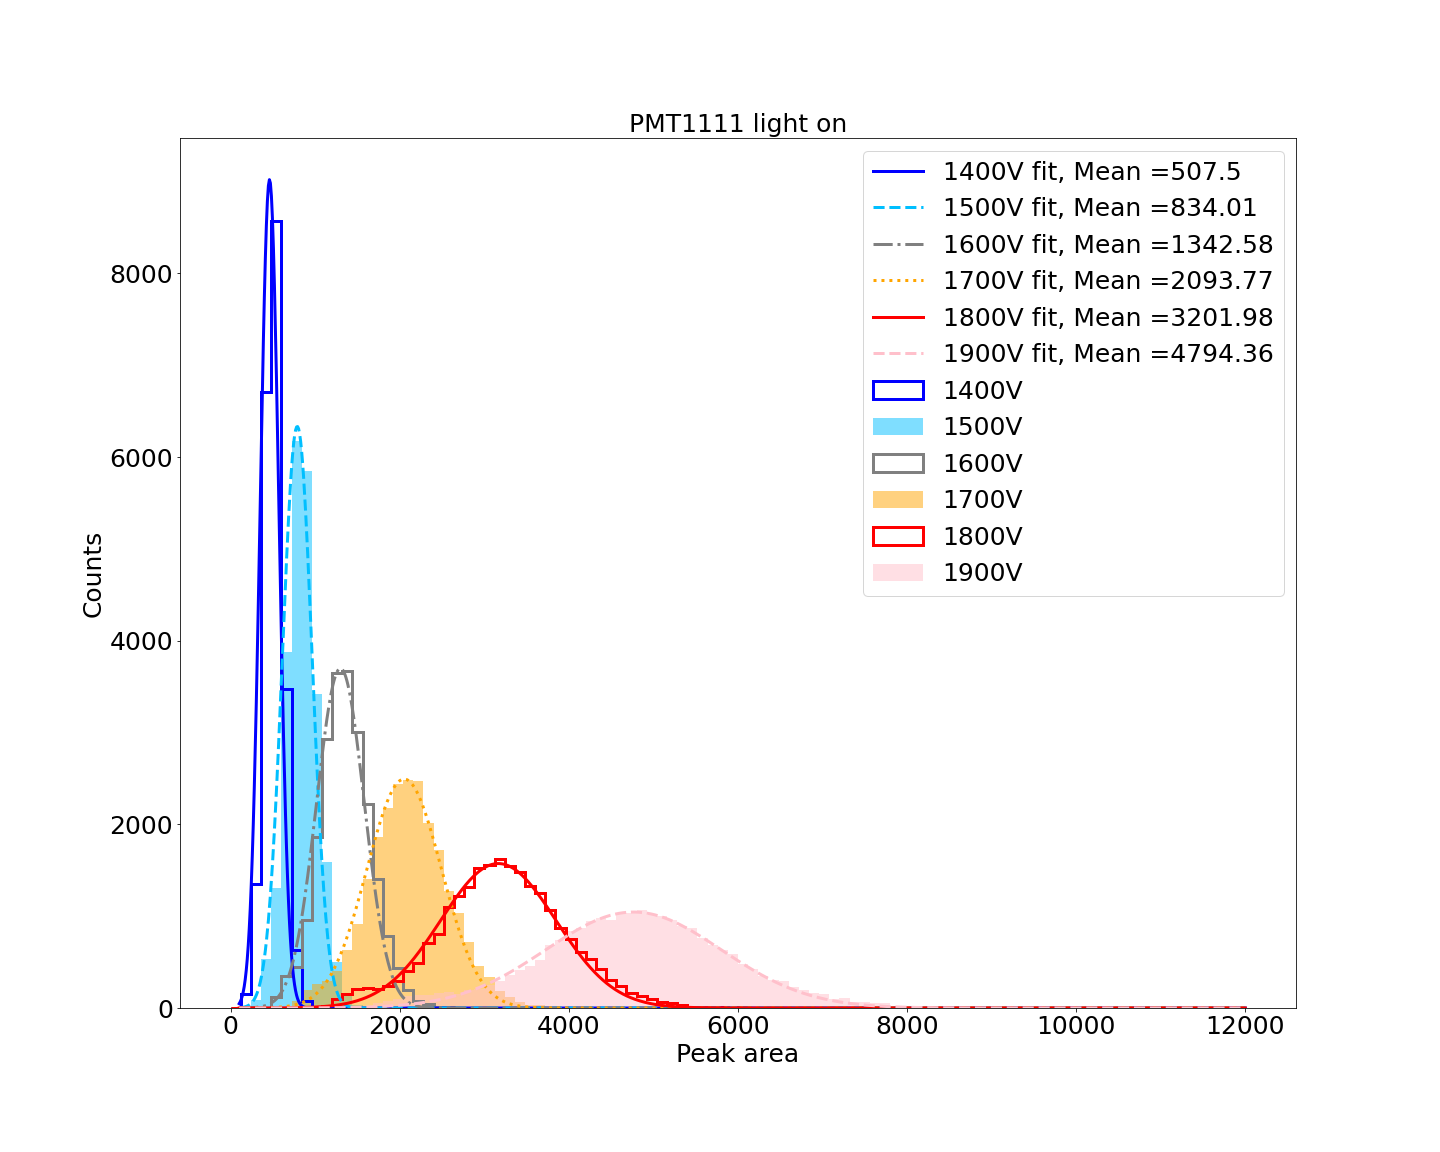 PMT1111 light on
1400V fit, Mean =507.5
1500V fit, Mean =834.01
1600V fit, Mean =1342.58
1700V fit, Mean =2093.77
1800V fit, Mean =3201.98
1900V fit, Mean =4794.36
1400V
1500V
1600V
1700V
1800V
1900V
8000
6000
4000
2000
0
Counts
0 2000 4000 6000 8000 10000 12000
Peak area